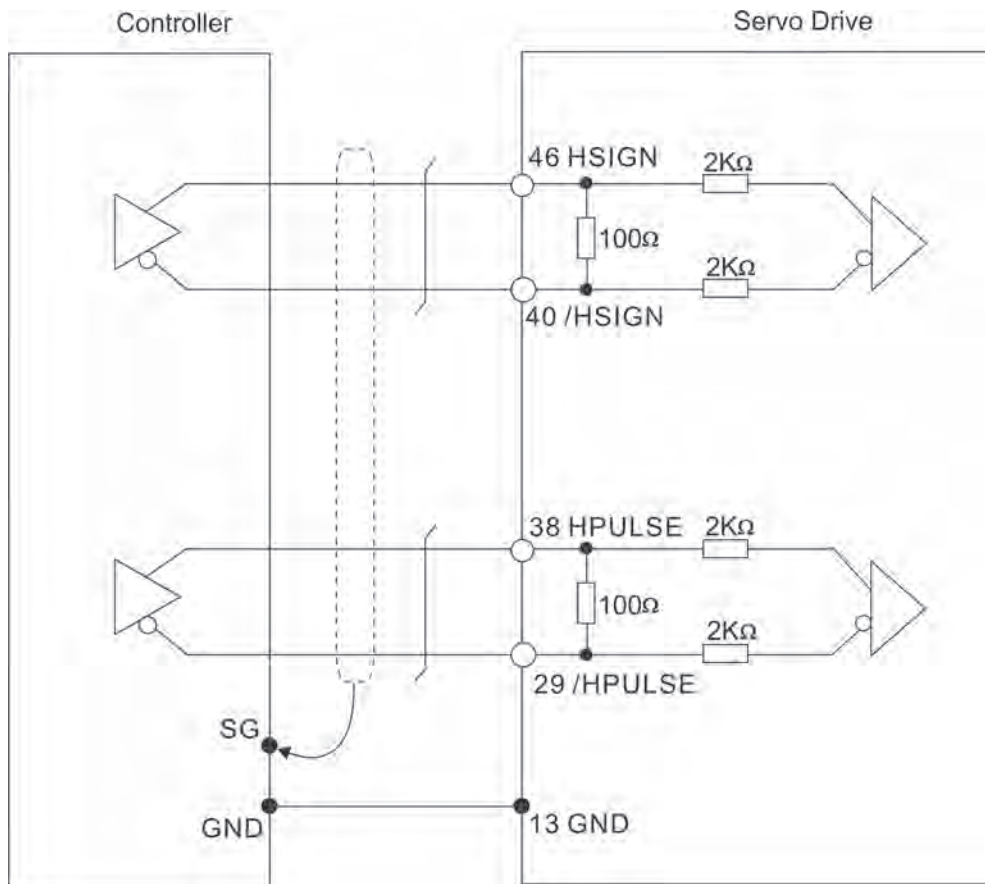 Controller
Servo Drive
46 HSIGN
2KΩ
100Ω
2KΩ
40 /HSIGN
38 HPULSE
2KΩ
100Ω
2KΩ
29 /HPULSE
SG
GND
13 GND